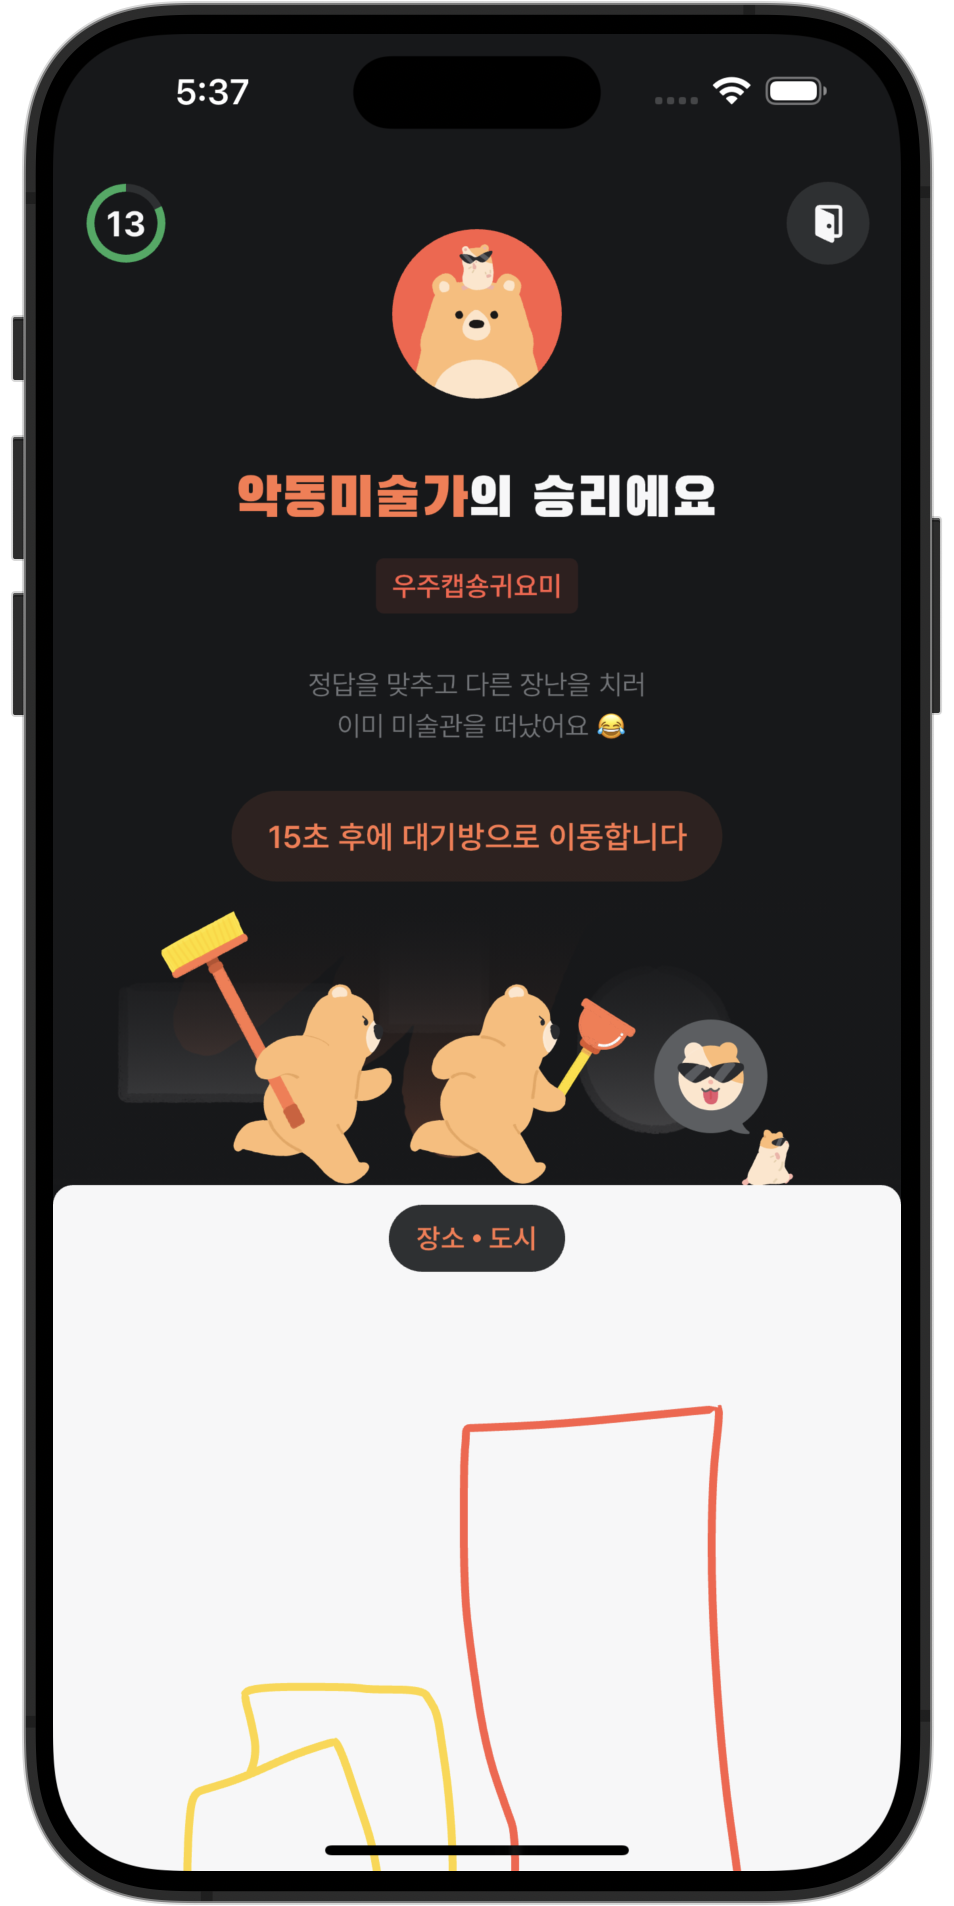 5:37
13
악동미술가의 승리에요
우주캡숑귀요미
정답을 맞추고 다른 장난을 치러
이미 미술관을 떠났어요 😂
15초 후에 대기방으로 이동합니다
장소 • 도시